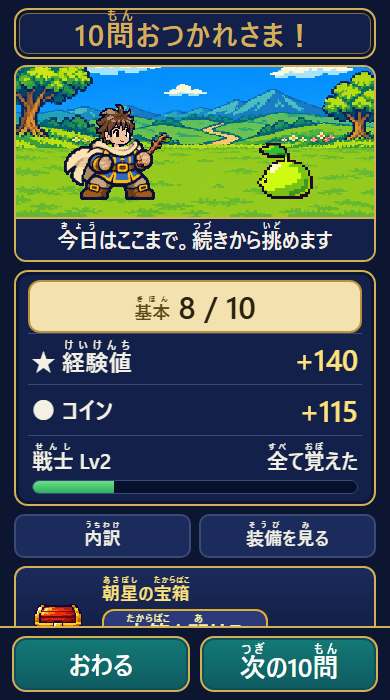 10問おつかれさま！
今日はここまで。続きから挑めます
基本 8 / 10
★ 経験値 +140
● コイン +115
戦士 Lv2 全て覚えた
内訳 装備を見る
朝星の宝箱
おわる 次の10問